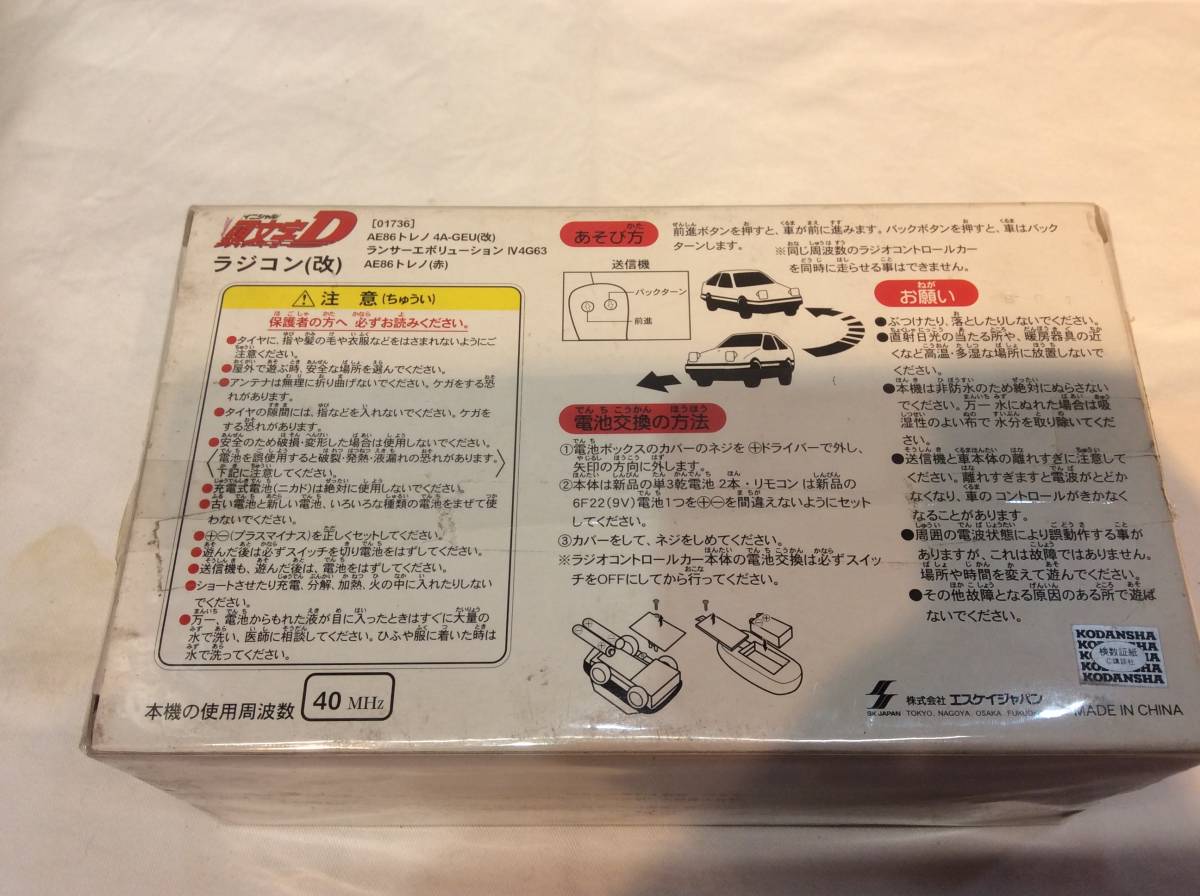 イニシャル
頭文字D
ラジコン(改)
[01736]
AE86トレノ 4A-GEU(改)
ランサーエボリューション IV4G63
AE86トレノ(赤)
⚠ 注 意(ちゅうい)
保護者の方へ 必ずお読みください。
●タイヤに、指や髪の毛や衣服などをはさまれないようにご
注意ください。
●屋外で遊ぶ時、安全な場所を選んでください。
●アンテナは無理に折り曲げないでください。ケガをする恐
れがあります。
●タイヤの隙間には、指などを入れないでください。ケガを
する恐れがあります。
●安全のため破損・変形した場合は使用しないでください。
〈電池を誤使用すると破裂・発熱・液漏れの恐れがあります。
下記に注意してください。〉
●充電式電池(ニカド)は絶対に使用しないでください。
●古い電池と新しい電池、いろいろな種類の電池をまぜて使
わないでください。
●⊕⊖(プラスマイナス)を正しくセットしてください。
●遊んだ後は必ずスイッチを切り電池をはずしてください。
●送信機も、遊んだ後は、電池をはずしてください。
●ショートさせたり充電、分解、加熱、火の中に入れたりしない
でください。
●万一、電池からもれた液が目に入ったときはすぐに大量の
水で洗い、医師に相談してください。ひふや服に着いた時は
水で洗ってください。
本機の使用周波数 40 MHz
あそび方
前進ボタンを押すと、車が前に進みます。バックボタンを押すと、車はバック
ターンします。 ※同じ周波数のラジオコントロールカー
を同時に走らせる事はできません。
送信機
バックターン
前進
電池交換の方法
①電池ボックスのカバーのネジを⊕ドライバーで外し、
矢印の方向に外します。
②本体は新品の単3乾電池 2本・リモコンは新品の
6F22(9V)電池1つを⊕⊖を間違えないようにセット
してください。
③カバーをして、ネジをしめてください。
※ラジオコントロールカー本体の電池交換は必ずスイッ
チをOFFにしてから行ってください。
お願い
●ぶつけたり、落としたりしないでください。
●直射日光の当たる所や、暖房器具の近
くなど高温・多湿な場所に放置しないで
ください。
●本機は非防水のため絶対にぬらさない
でください。万一 水にぬれた場合は吸
湿性のよい布で 水分を取り除いてくだ
さい。
●送信機と車本体の離れすぎに注意して
ください。離れすぎますと電波がとどか
なくなり、車の コントロールがきかなく
なることがあります。
●周囲の電波状態により誤動作する事が
ありますが、これは故障ではありません。
場所や時間を変えて遊んでください。
●その他故障となる原因のある所で遊ば
ないでください。
KODANSHA
検数証紙
©講談社
KODANSHA
SK JAPAN
株式会社 エスケイジャパン
TOKYO, NAGOYA, OSAKA, FUKUOKA
MADE IN CHINA